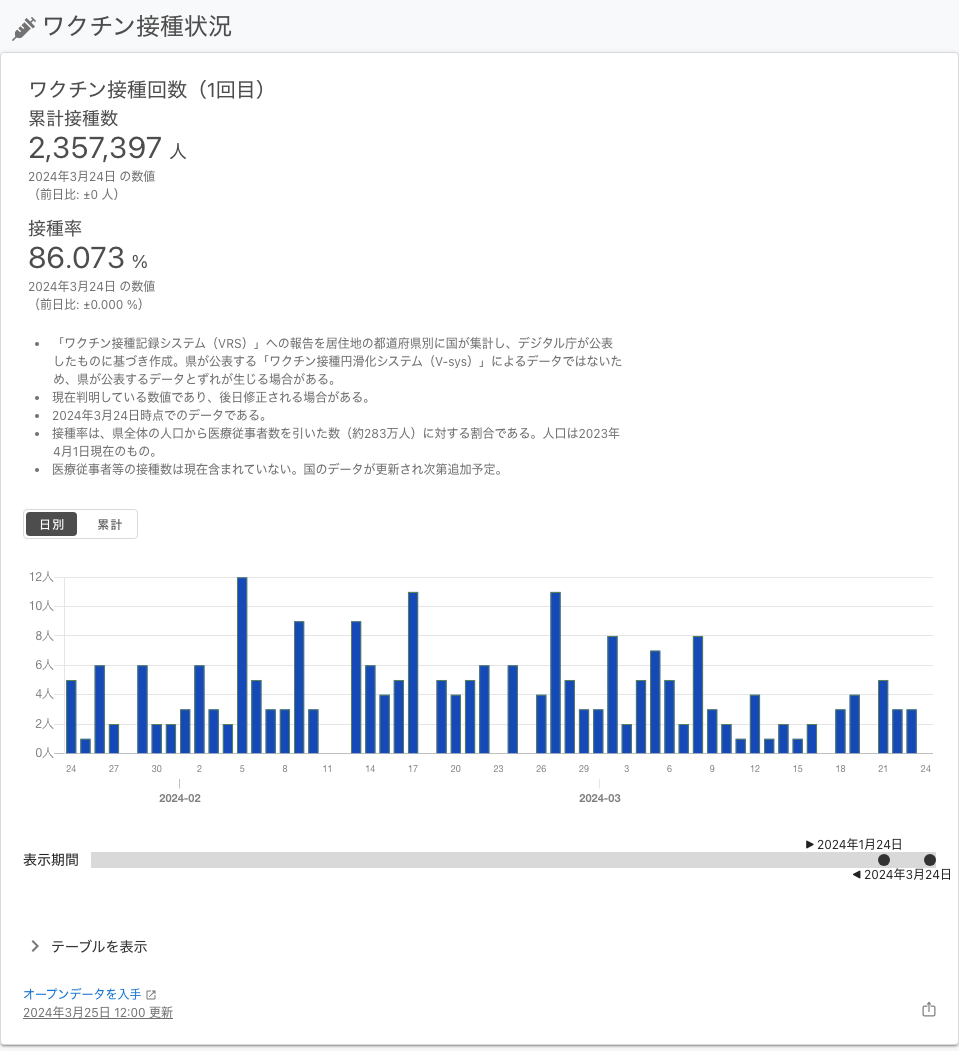 ワクチン接種状況
ワクチン接種回数（1回目）
累計接種数
2,357,397 人
2024年3月24日 の数値
（前日比: ±0 人）
接種率
86.073 %
2024年3月24日 の数値
（前日比: ±0.000 %）
• 「ワクチン接種記録システム（VRS）」への報告を居住地の都道府県別に国が集計し、デジタル庁が公表
したものに基づき作成。県が公表する「ワクチン接種円滑化システム（V-sys）」によるデータではないた
め、県が公表するデータとずれが生じる場合がある。
• 現在判明している数値であり、後日修正される場合がある。
• 2024年3月24日時点でのデータである。
• 接種率は、県全体の人口から医療従事者数を引いた数（約283万人）に対する割合である。人口は2023年
4月1日現在のもの。
• 医療従事者等の接種数は現在含まれていない。国のデータが更新され次第追加予定。
日別 累計
12人
10人
8人
6人
4人
2人
0人
24 27 30 2 5 8 11 14 17 20 23 26 29 3 6 9 12 15 18 21 24
2024-02 2024-03
▶ 2024年1月24日
表示期間
◀ 2024年3月24日
テーブルを表示
オープンデータを入手
2024年3月25日 12:00 更新